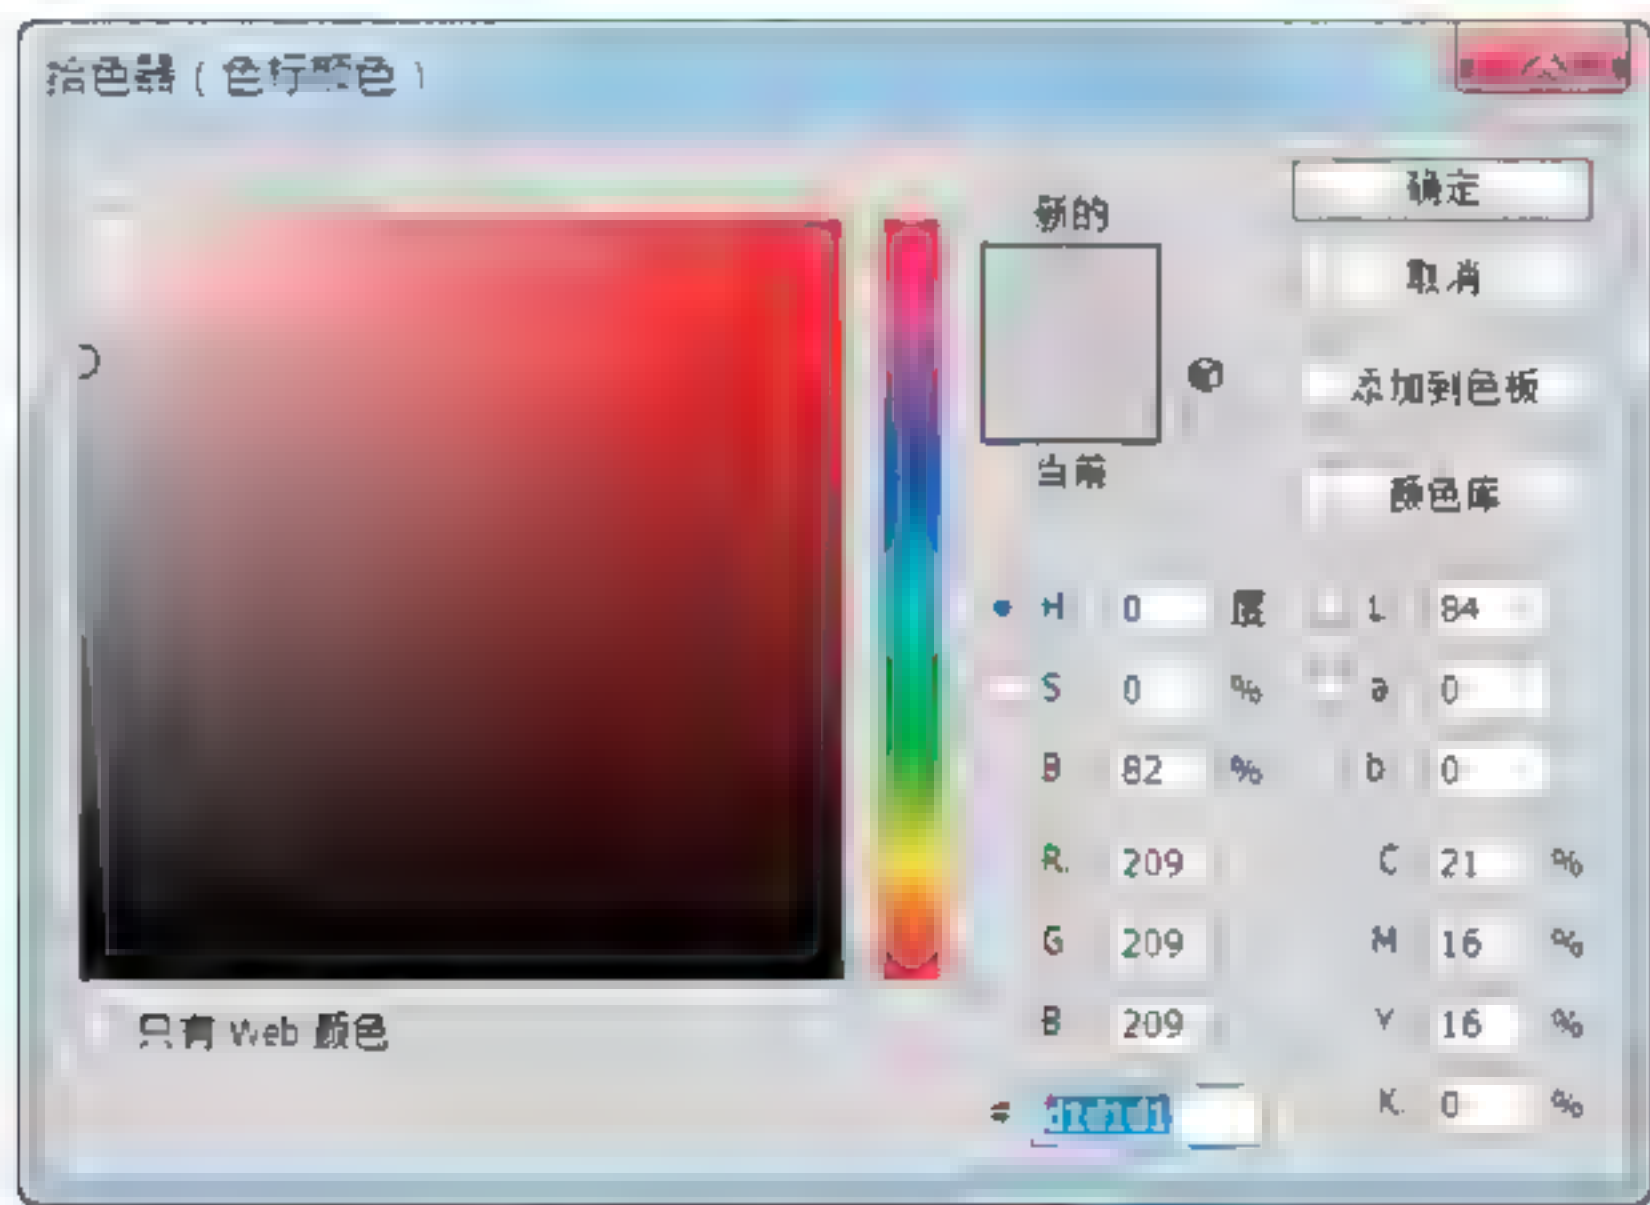 拾色器（色标颜色）
确定
新的
取消
添加到色板
当前
颜色库
H 0 度 L 84
S 0 % a 0
B 82 % b 0
R. 209 C 21 %
G 209 M 16 %
B 209 Y 16 %
只有 Web 颜色
# d1d1d1 K. 0 %